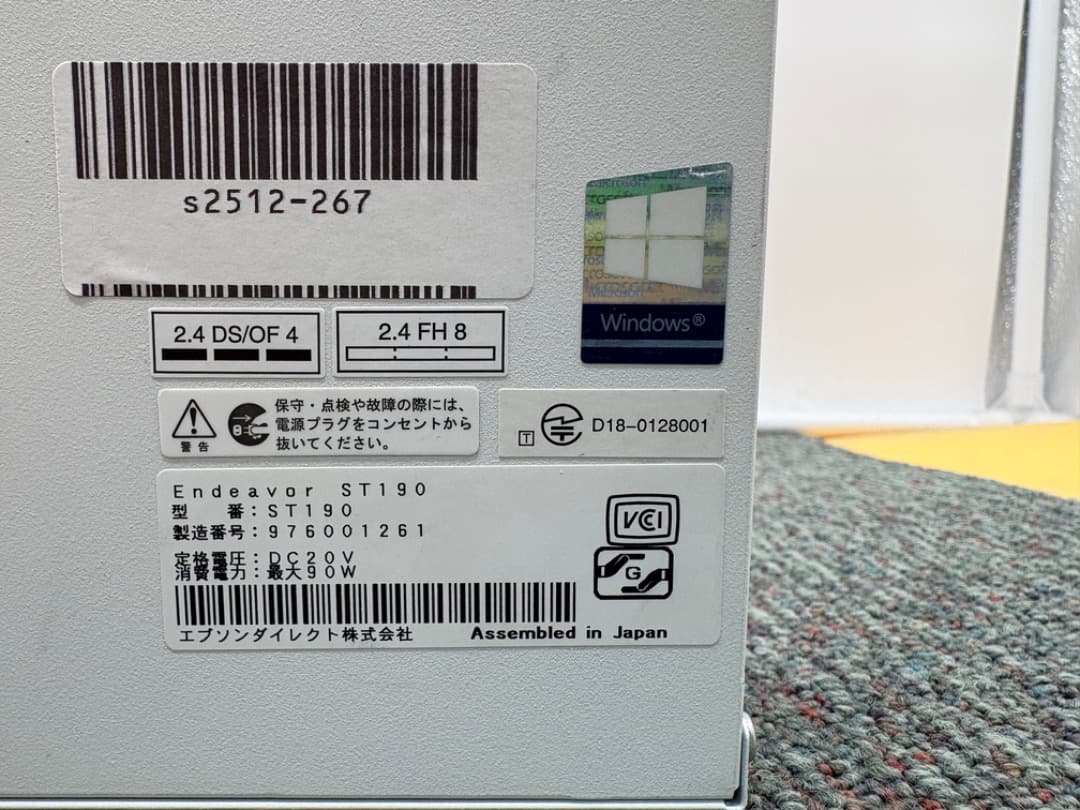 s2512-267
Windows®
2.4 DS/OF 4
2.4 FH 8
警告
保守・点検や故障の際には、
電源プラグをコンセントから
抜いてください。
T
D18-0128001
Endeavor ST190
型 番：ST190
製造番号：976001261
定格電圧：DC20V
消費電力：最大90W
VCCI
G
エプソンダイレクト株式会社 Assembled in Japan